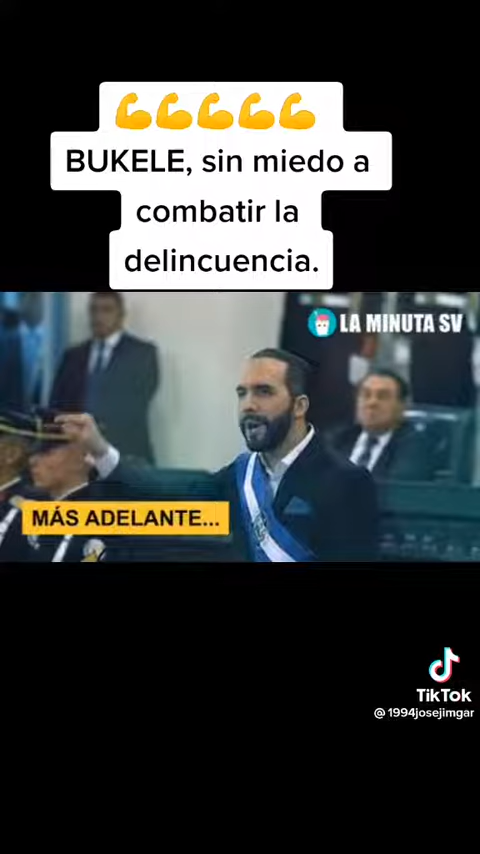 💪💪💪💪💪
BUKELE, sin miedo a
combatir la
delincuencia.
LA MINUTA SV
MÁS ADELANTE...
TikTok
@ 1994josejimgar